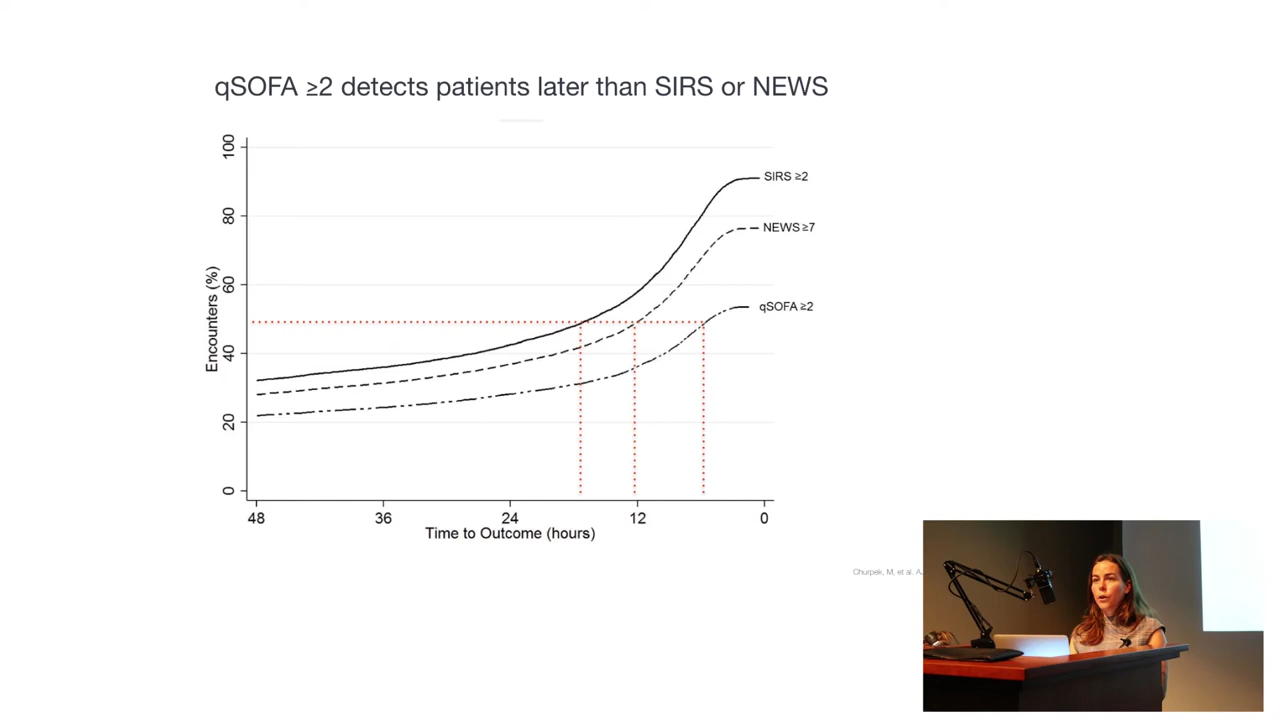 qSOFA ≥2 detects patients later than SIRS or NEWS
100
80
60
40
20
0
Encounters (%)
SIRS ≥2
NEWS ≥7
qSOFA ≥2
48 36 24 12 0
Time to Outcome (hours)
Churpek, M, et al. A.